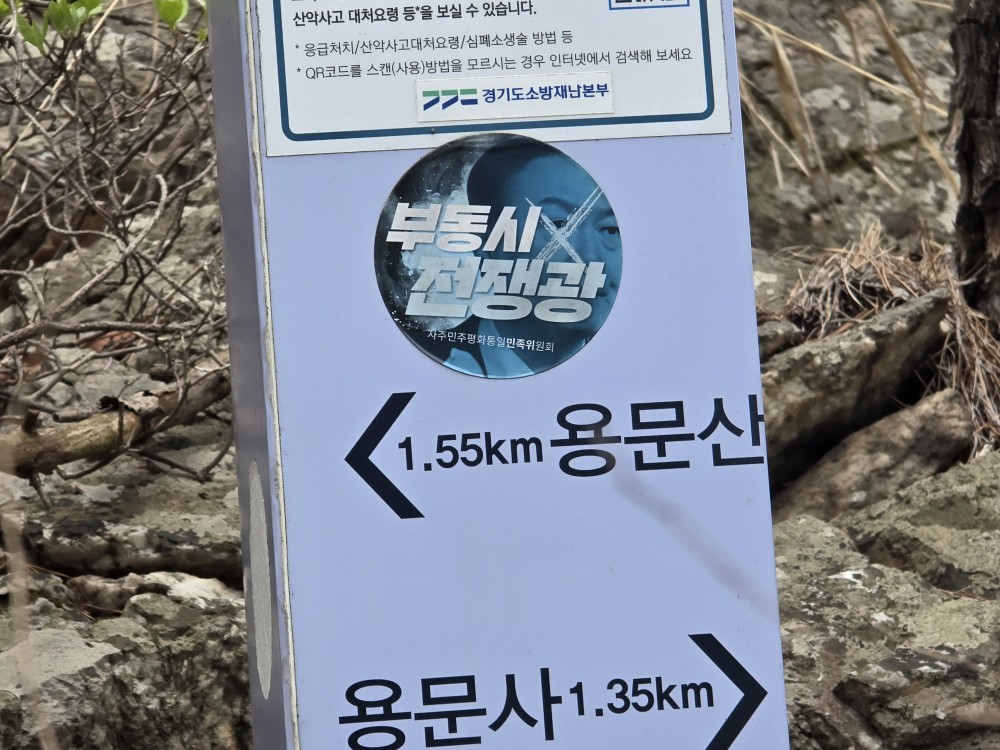 산악사고 대처요령 등*을 보실 수 있습니다.
* 응급처치/산악사고대처요령/심폐소생술 방법 등
* QR코드를 스캔(사용)방법을 모르시는 경우 인터넷에서 검색해 보세요
경기도소방재난본부
부동시
전쟁광
자주민주평화통일민족위원회
1.55km 용문산
용문사 1.35km